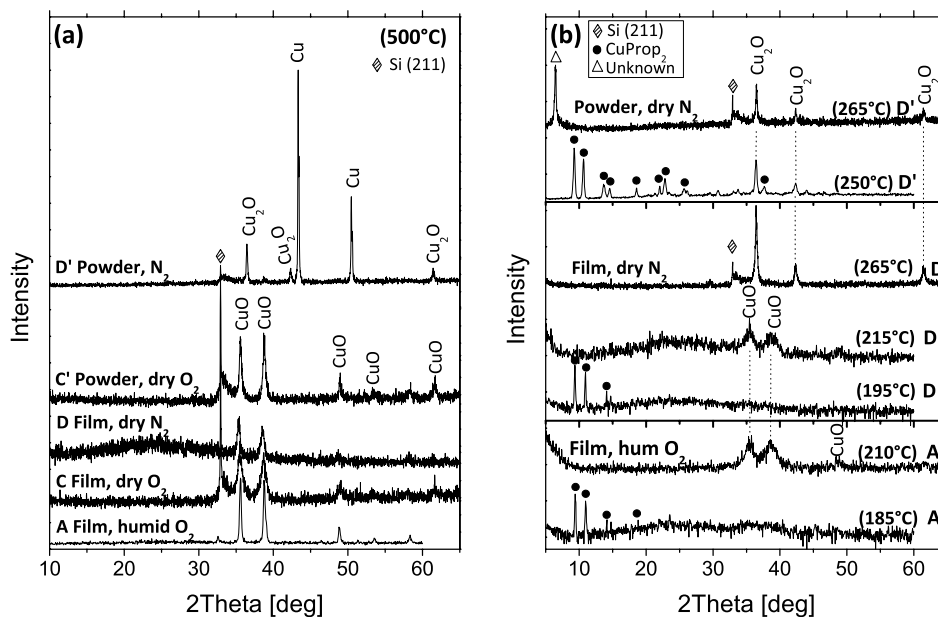 (a)
(500°C)
Si (211)
Cu
Cu
Cu₂O
Cu₂O
Cu₂O
D' Powder, N₂
CuO
CuO
CuO
CuO
CuO
C' Powder, dry O₂
D Film, dry N₂
C Film, dry O₂
A Film, humid O₂
Intensity
10 20 30 40 50 60
2Theta [deg]
(b)
Si (211)
CuProp₂
Unknown
Cu₂O
Cu₂O
Cu₂O
Powder, dry N₂
(265°C) D'
(250°C) D'
Film, dry N₂
(265°C) D
CuO
CuO
(215°C) D
(195°C) D
Film, hum O₂
CuO
(210°C) A
(185°C) A
Intensity
10 20 30 40 50 60
5
2Theta [deg]